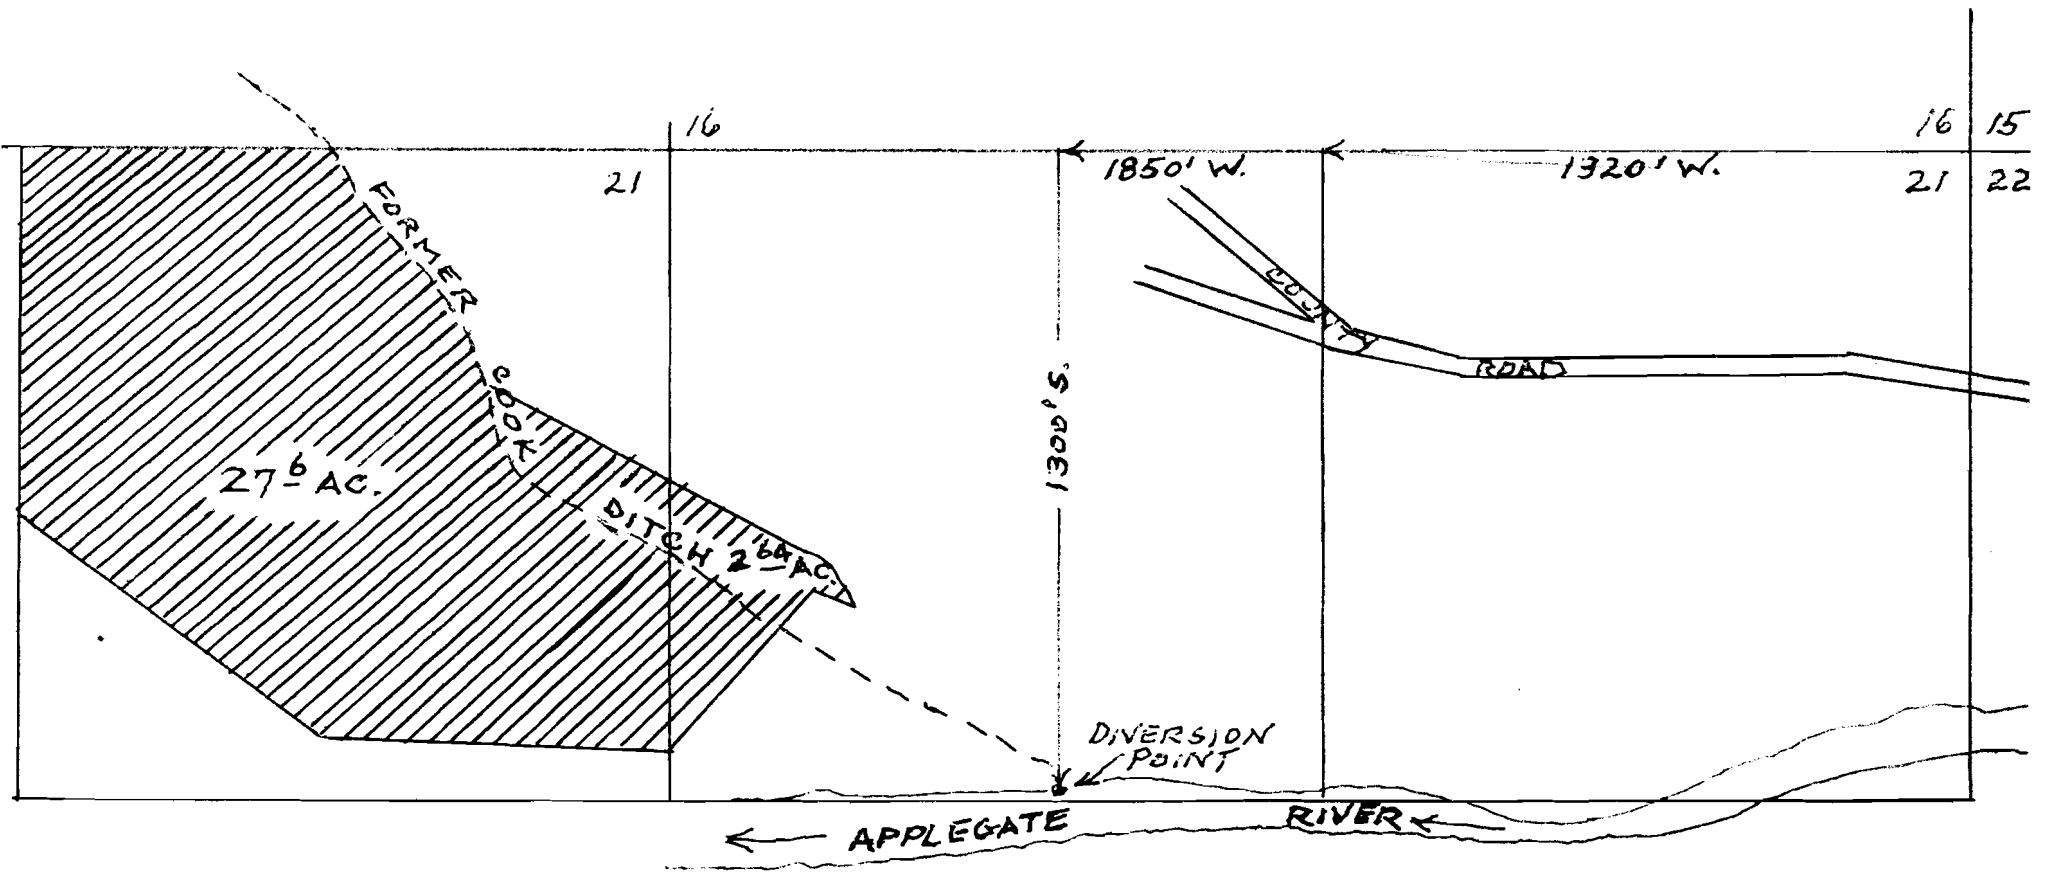 16
16 15
1850' W.
1320' W.
21
21 22
FORMER
COUNTY
ROAD
COOK
1300' S.
27 6 AC.
DITCH 2 64 AC.
DIVERSION
POINT
APPLEGATE RIVER